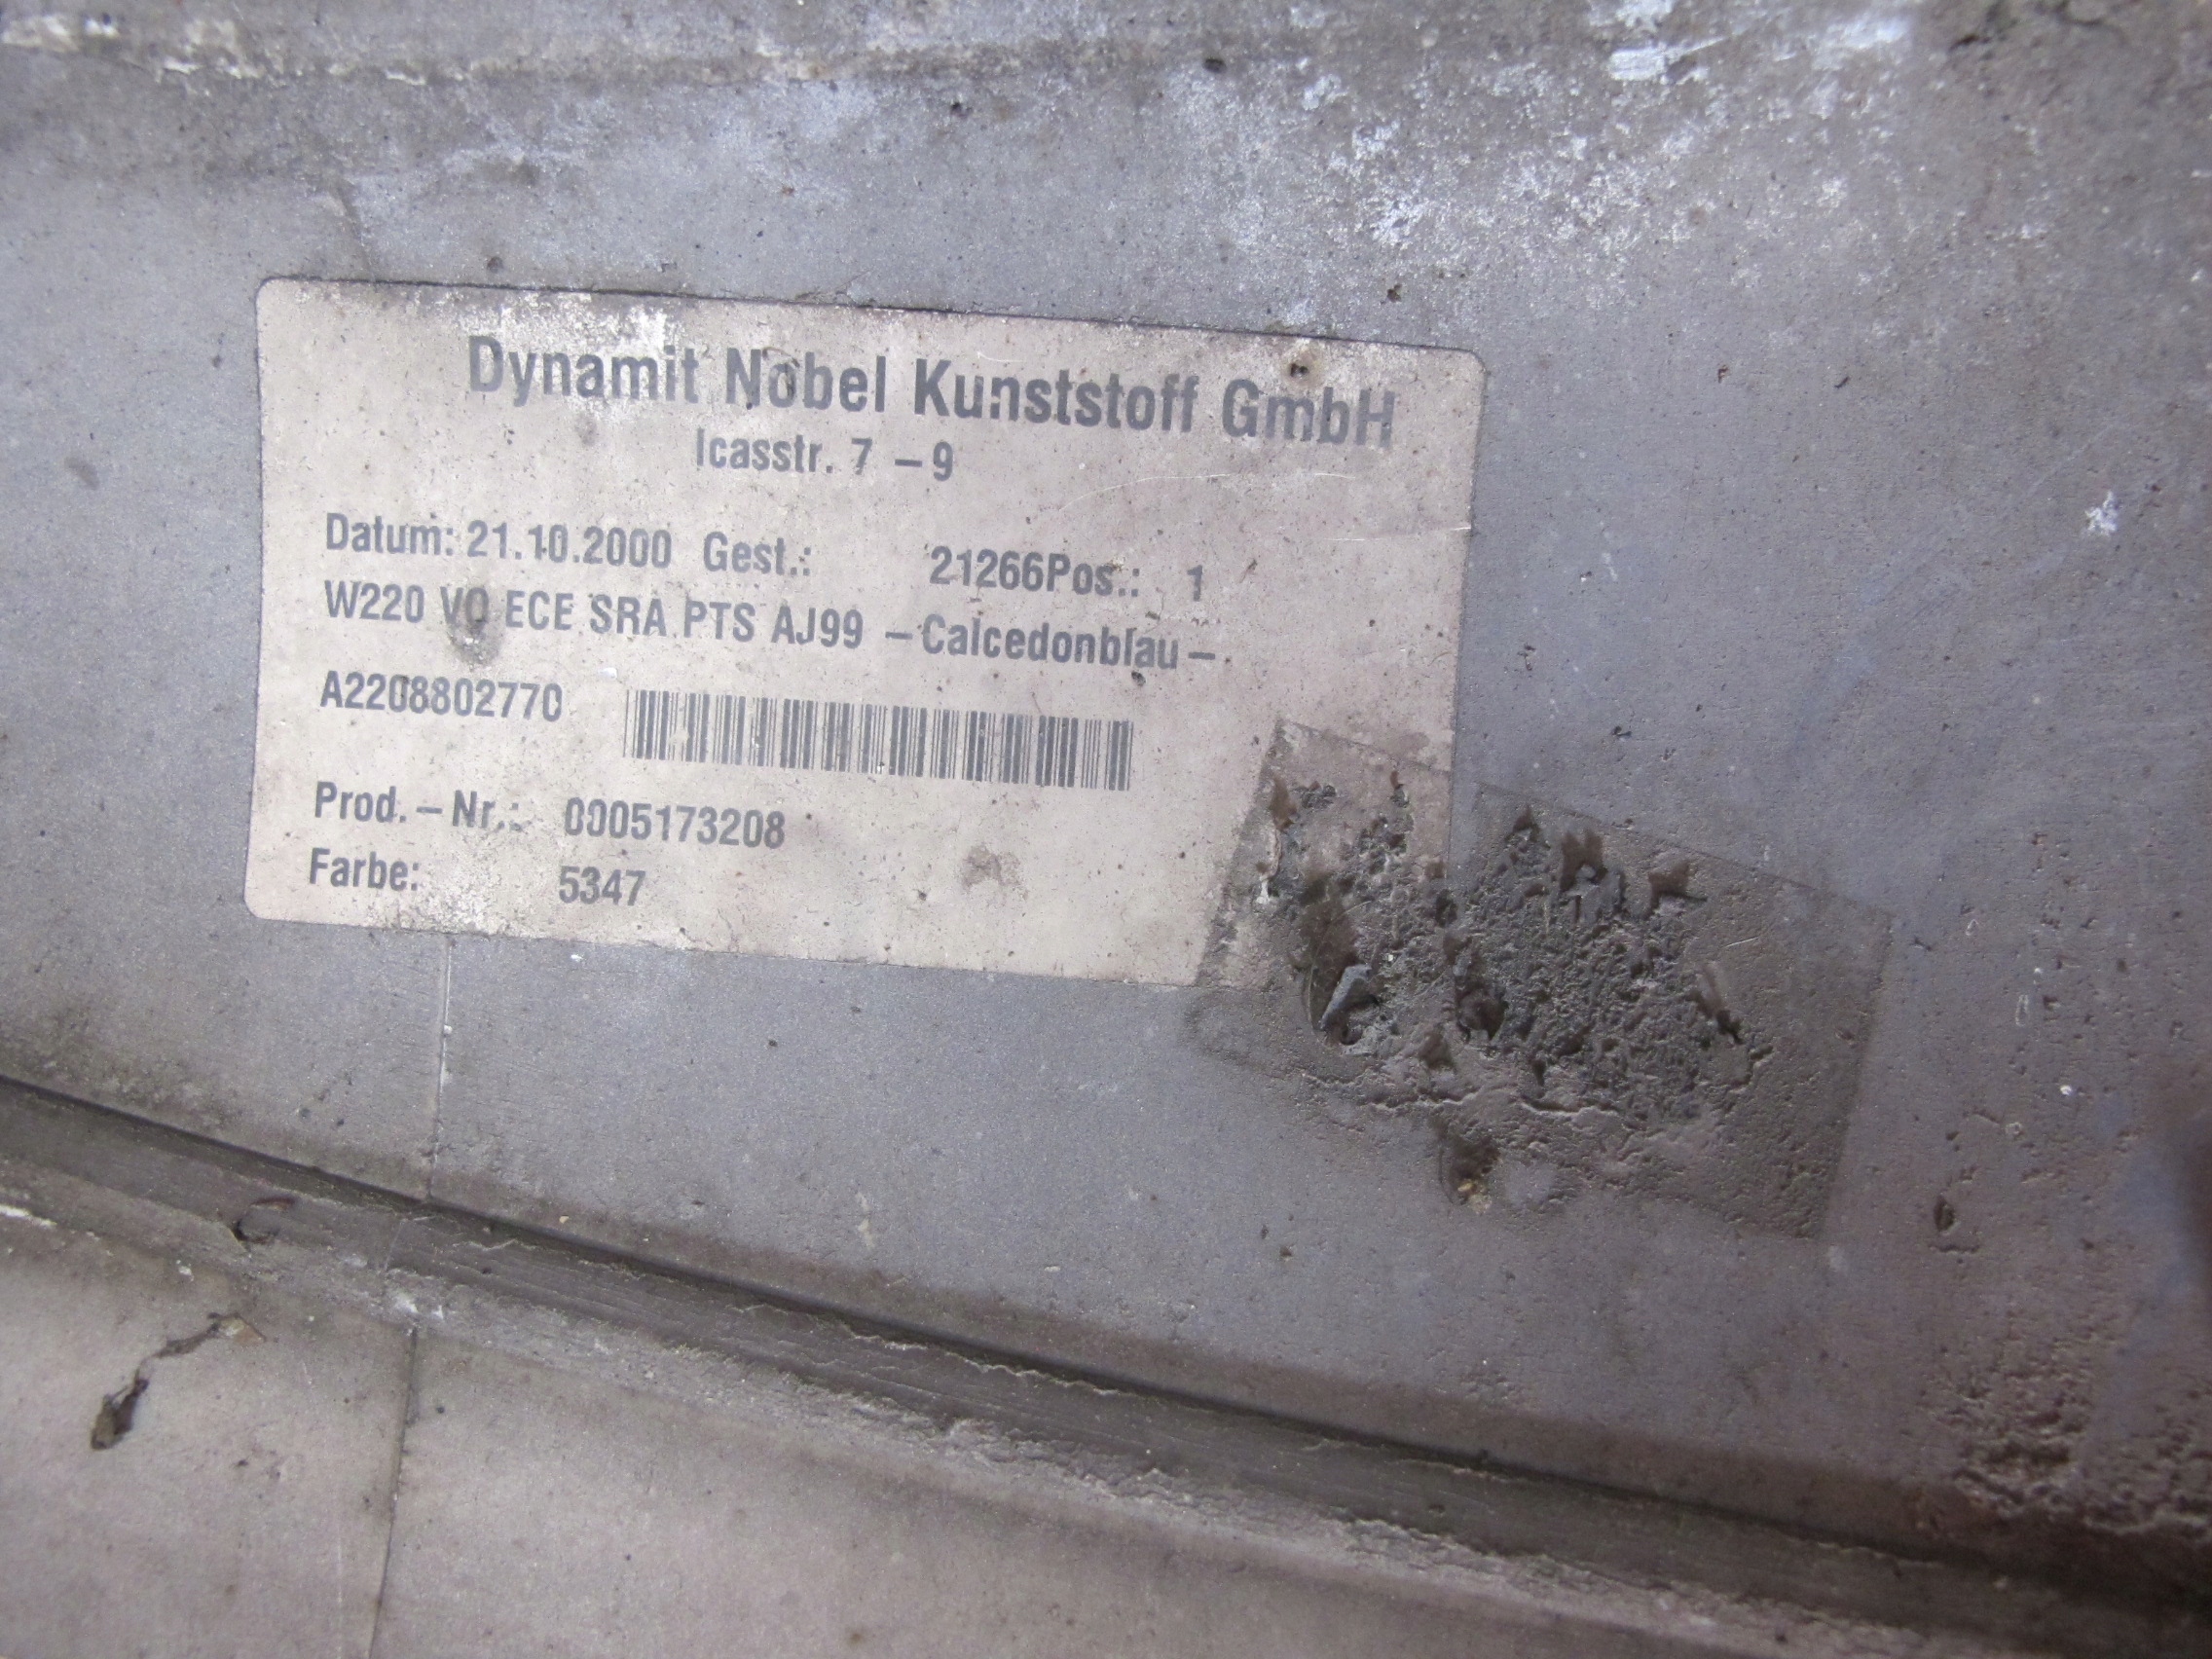 Dynamit Nobel Kunststoff GmbH
Icasstr. 7 – 9
Datum: 21.10.2000 Gest.: 21266Pos.: 1
W220 VO ECE SRA PTS AJ99 – Calcedonblau –
A2208802770
Prod. – Nr.: 0005173208
Farbe: 5347